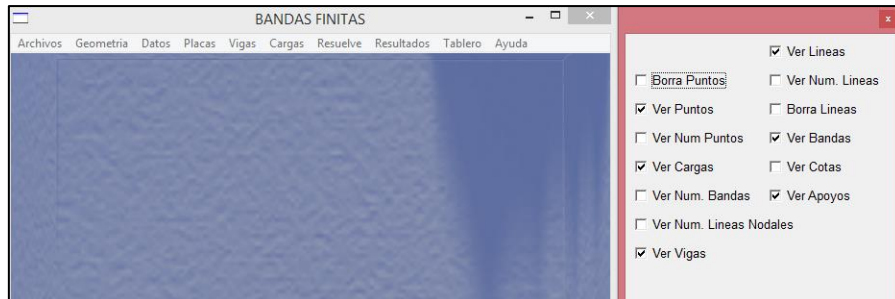 BANDAS FINITAS
Archivos Geometria Datos Placas Vigas Cargas Resuelve Resultados Tablero Ayuda
Ver Lineas
Borra Puntos Ver Num. Lineas
Ver Puntos Borra Lineas
Ver Num Puntos Ver Bandas
Ver Cargas Ver Cotas
Ver Num. Bandas Ver Apoyos
Ver Num. Lineas Nodales
Ver Vigas